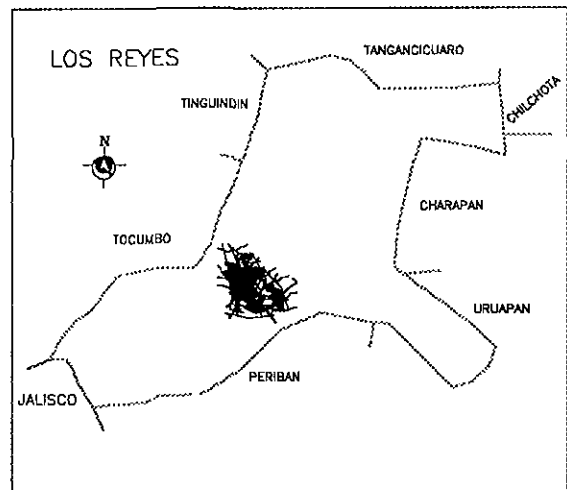 LOS REYES
TANGANCICUARO
CHILCHOTA
TINGUINDIN
N
CHARAPAN
TOCUMBO
URUAPAN
PERIBAN
JALISCO